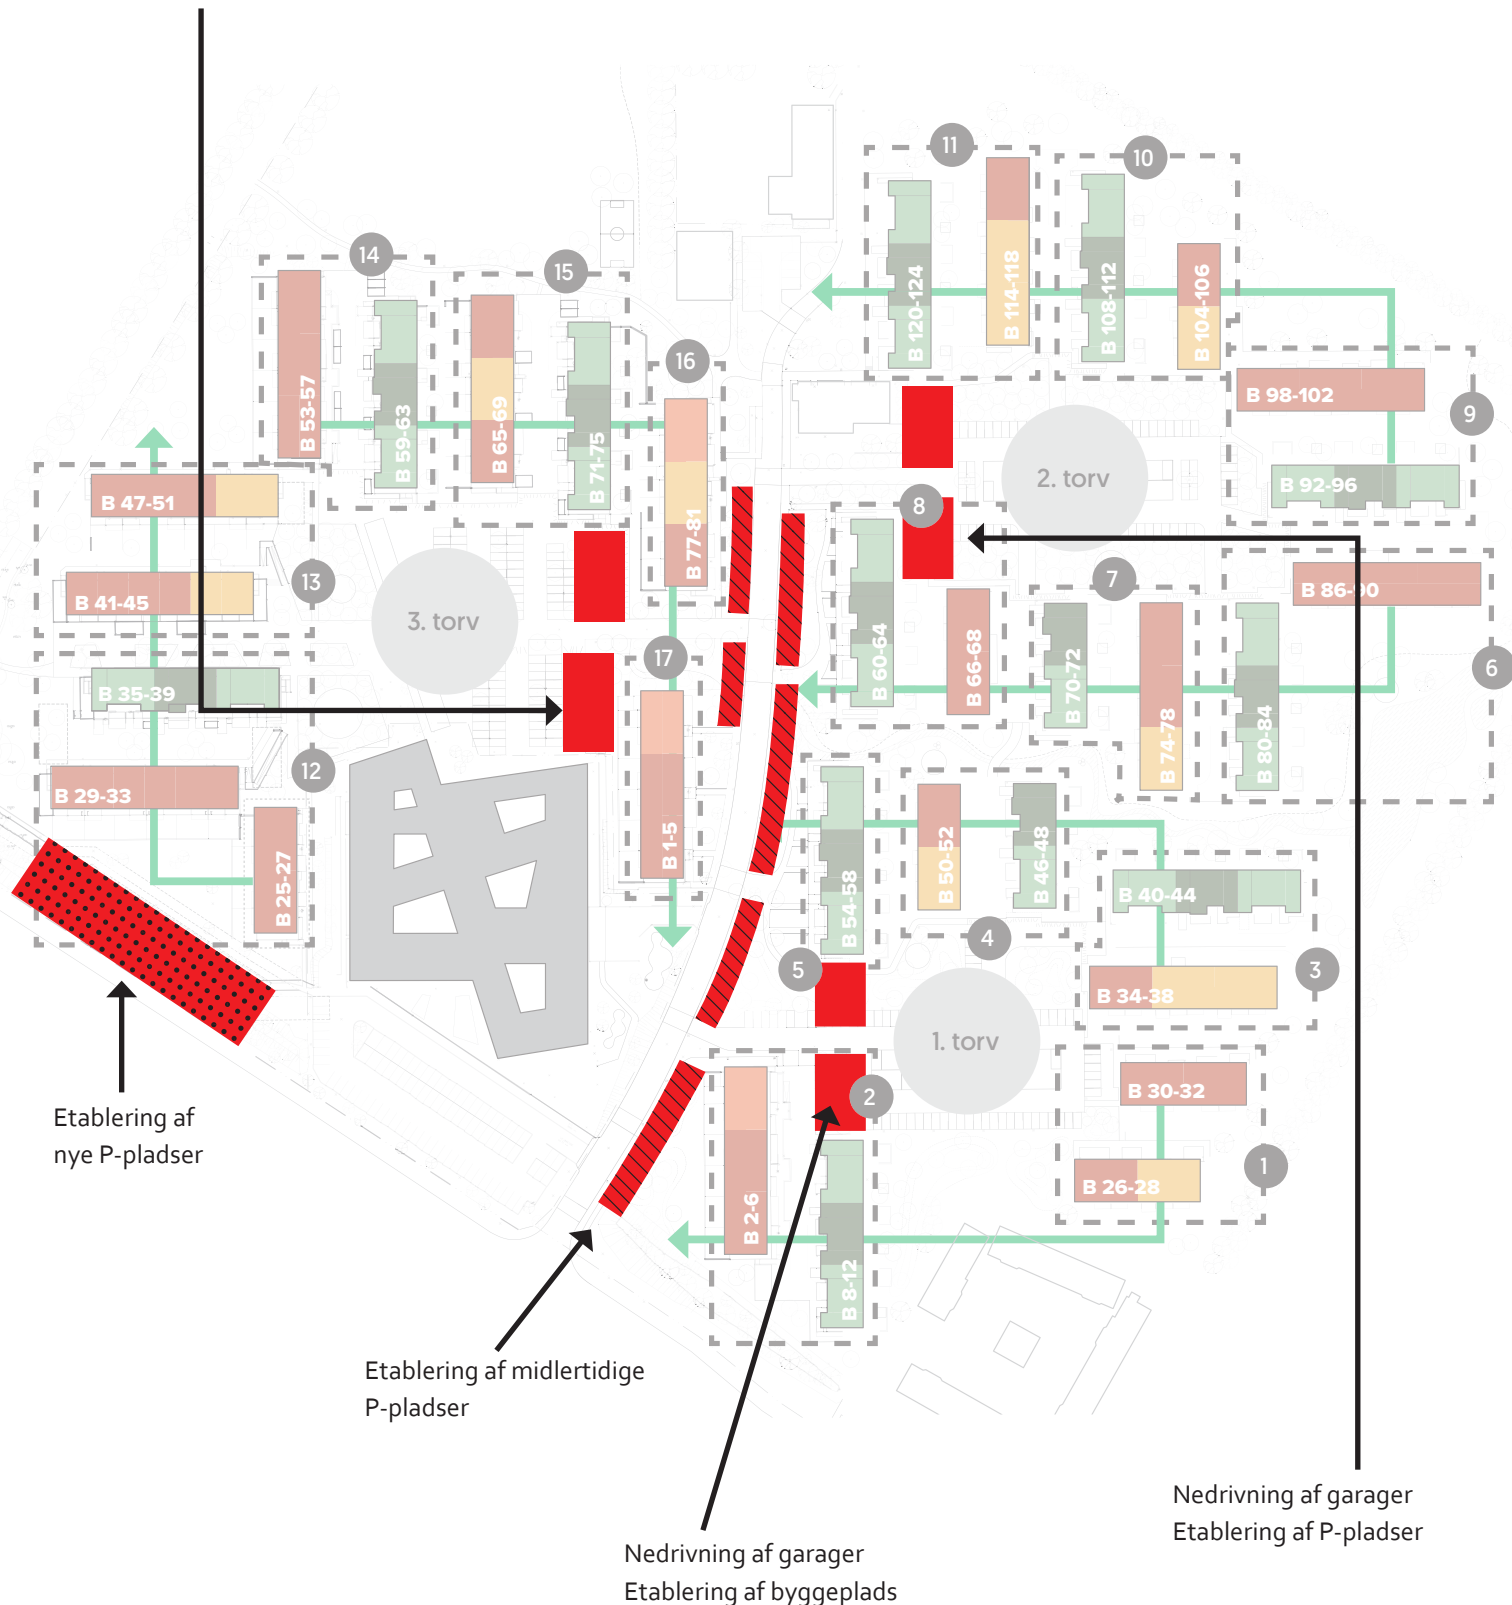 11
10
B 120-124
B 114-118
B 108-112
B 104-106
14
15
16
B 53-57
B 59-63
B 65-69
B 71-75
B 77-81
B 98-102
9
B 92-96
2. torv
8
B 47-51
13
B 41-45
3. torv
7
B 86-90
B 60-64
B 66-68
B 70-72
B 74-78
B 80-84
6
17
B 35-39
12
B 29-33
B 25-27
B 1-5
B 54-58
B 50-52
B 46-48
B 40-44
4
5
3
B 34-38
1. torv
2
B 30-32
1
B 26-28
B 2-6
B 8-12
Etablering af
nye P-pladser
Etablering af midlertidige
P-pladser
Nedrivning af garager
Etablering af P-pladser
Nedrivning af garager
Etablering af byggeplads